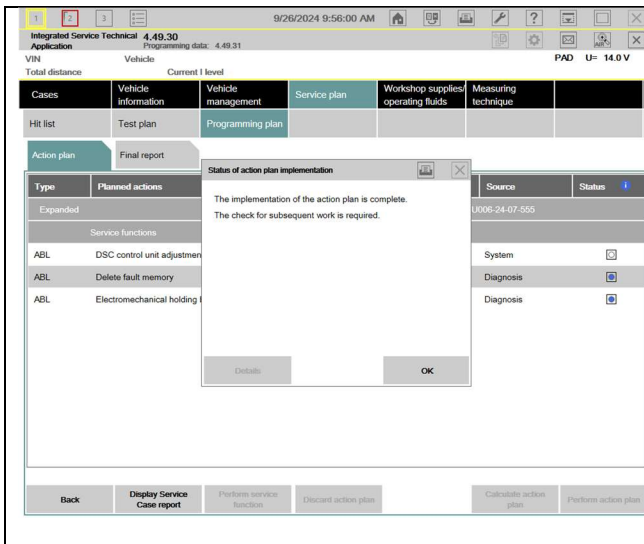 1
2
3
9/26/2024 9:56:00 AM
?
Integrated Service Technical Application
4.49.30
Programming data: 4.49.31
AIR
VIN
Vehicle
PAD U= 14.0 V
Total distance
Current I level
Cases
Vehicle information
Vehicle management
Service plan
Workshop supplies/ operating fluids
Measuring technique
Hit list
Test plan
Programming plan
Action plan
Final report
Status of action plan implementation
Type
Planned actions
Source
Status i
The implementation of the action plan is complete.
The check for subsequent work is required.
Expanded
U006-24-07-555
Service functions
ABL
DSC control unit adjustmen
System
ABL
Delete fault memory
Diagnosis
ABL
Electromechanical holding
Diagnosis
Details
OK
Back
Display Service Case report
Perform service function
Discard action plan
Calculate action plan
Perform action plan